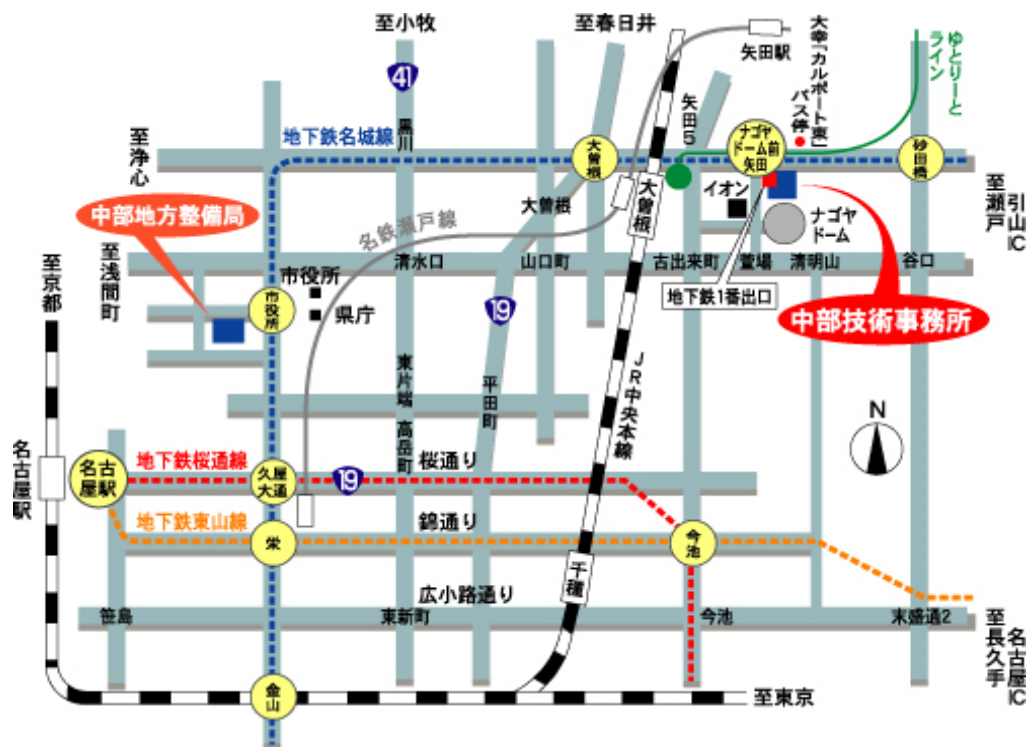 至小牧
至春日井
41
黒川
矢田駅
大幸「カルポート東」
バス停
ゆとりーと
ライン
矢田5
至浄心
地下鉄名城線
大曽根
ナゴヤ
ドーム前
矢田
砂田橋
至瀬戸
引山IC
中部地方整備局
名鉄瀬戸線
大曽根
大曽根
イオン
ナゴヤ
ドーム
至京都
至浅間町
市役所
市役所
県庁
清水口
山口町
古出来町
萱場
清明山
谷口
地下鉄1番出口
中部技術事務所
19
東片端
平田町
JR中央本線
N
高岳町
名古屋駅
名古
屋駅
地下鉄桜通線
久屋
大通
19
桜通り
地下鉄東山線
栄
錦通り
今池
千種
広小路通り
笹島
東新町
今池
末盛通2
至長久手
名古屋IC
金山
至東京